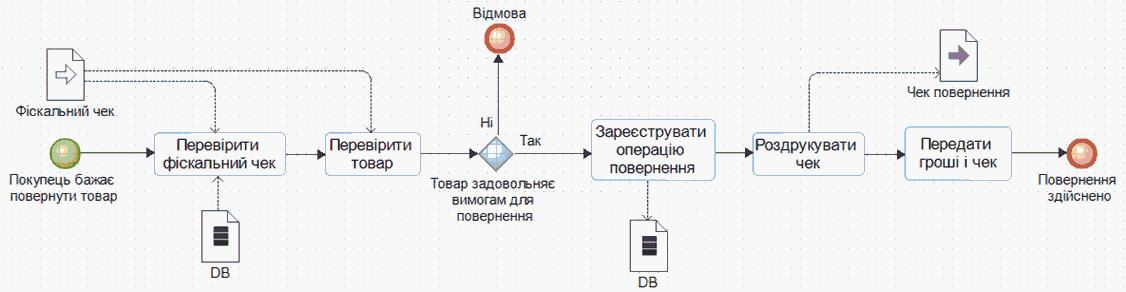 Відмова
Фіскальний чек
Чек повернення
Ні
Так
Перевірити
фіскальний чек
Перевірити
товар
Зареєструвати
операцію
повернення
Роздрукувати
чек
Передати
гроші і чек
Покупець бажає
повернути товар
Товар задовольняє
вимогам для
повернення
Повернення
здійснено
DB
DB